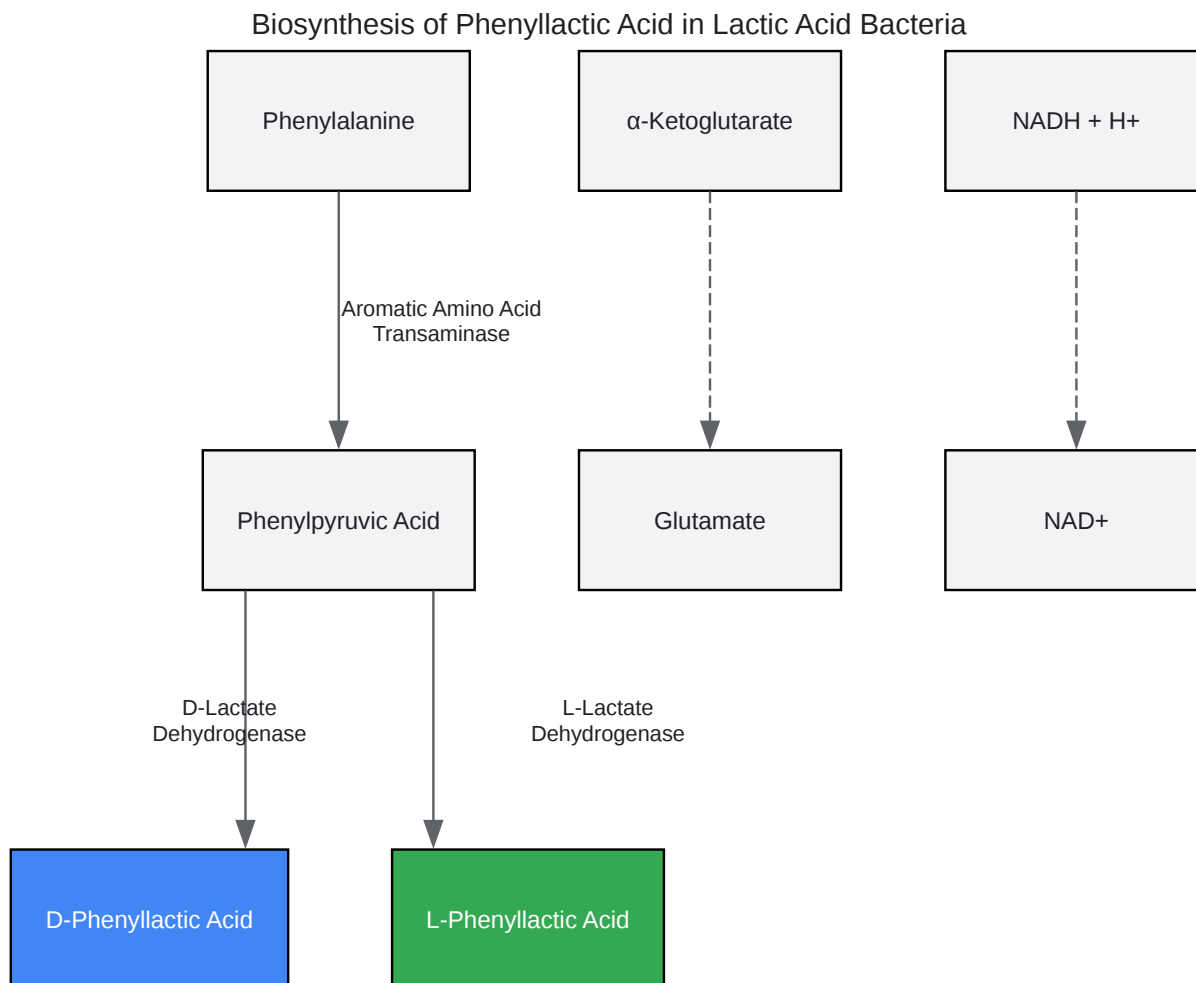 Biosynthesis of Phenyllactic Acid in Lactic Acid Bacteria
Phenylalanine
α-Ketoglutarate
NADH + H+
Aromatic Amino Acid
Transaminase
Phenylpyruvic Acid
Glutamate
NAD+
D-Lactate
Dehydrogenase
L-Lactate
Dehydrogenase
D-Phenyllactic Acid
L-Phenyllactic Acid